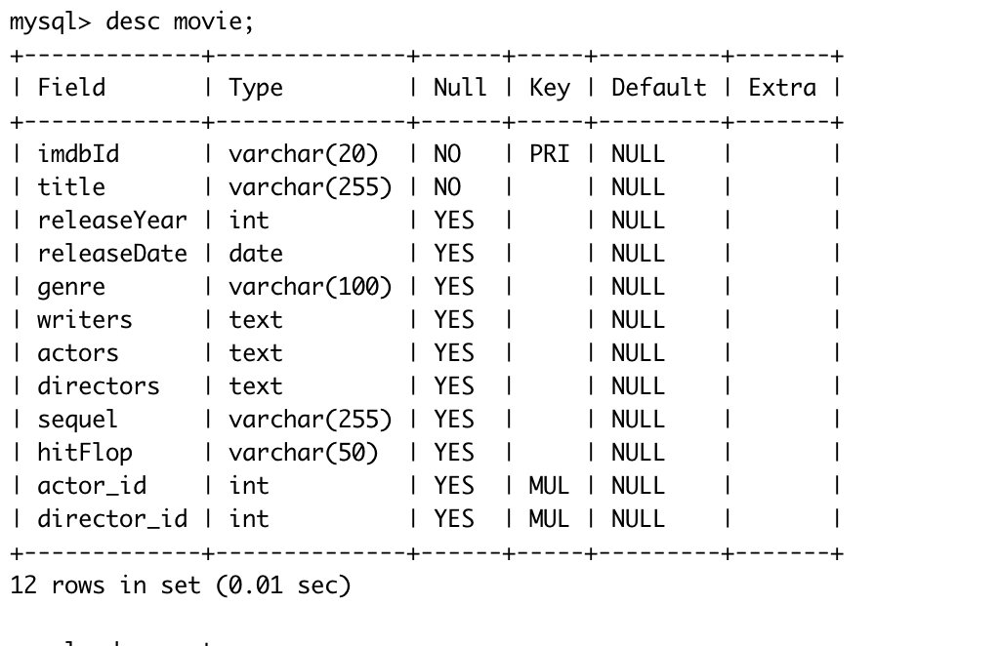 mysql> desc movie;
+-------------+--------------+------+-----+---------+-------+
| Field       | Type         | Null | Key | Default | Extra |
+-------------+--------------+------+-----+---------+-------+
| imdbId      | varchar(20)  | NO   | PRI | NULL    |       |
| title       | varchar(255) | NO   |     | NULL    |       |
| releaseYear | int          | YES  |     | NULL    |       |
| releaseDate | date         | YES  |     | NULL    |       |
| genre       | varchar(100) | YES  |     | NULL    |       |
| writers     | text         | YES  |     | NULL    |       |
| actors      | text         | YES  |     | NULL    |       |
| directors   | text         | YES  |     | NULL    |       |
| sequel      | varchar(255) | YES  |     | NULL    |       |
| hitFlop     | varchar(50)  | YES  |     | NULL    |       |
| actor_id    | int          | YES  | MUL | NULL    |       |
| director_id | int          | YES  | MUL | NULL    |       |
+-------------+--------------+------+-----+---------+-------+
12 rows in set (0.01 sec)